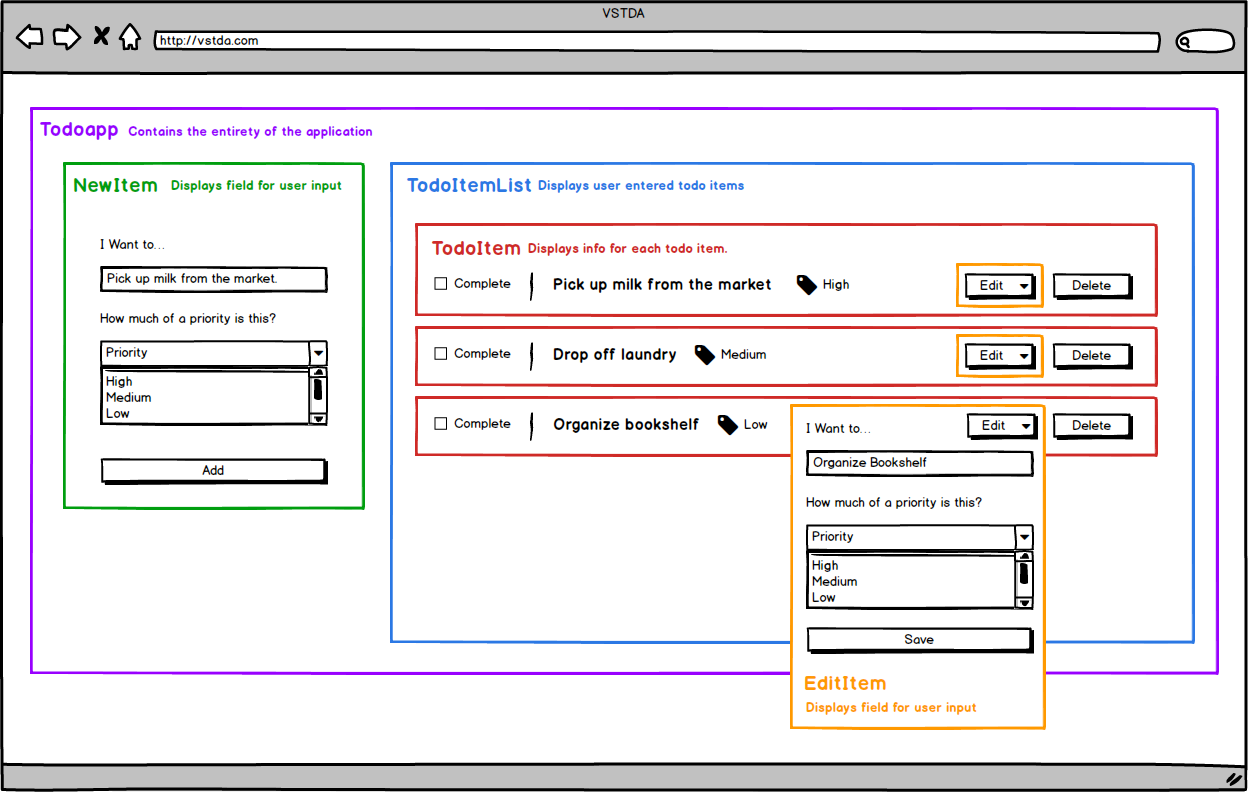 VSTDA
http://vstda.com
Todoapp Contains the entirety of the application
NewItem Displays field for user input
I Want to...
Pick up milk from the market.
How much of a priority is this?
Priority
High
Medium
Low
Add
TodoItemList Displays user entered todo items
TodoItem Displays info for each todo item.
Complete Pick up milk from the market High Edit Delete
Complete Drop off laundry Medium Edit Delete
Complete Organize bookshelf Low Edit Delete
I Want to...
Organize Bookshelf
How much of a priority is this?
Priority
High
Medium
Low
Save
EditItem
Displays field for user input